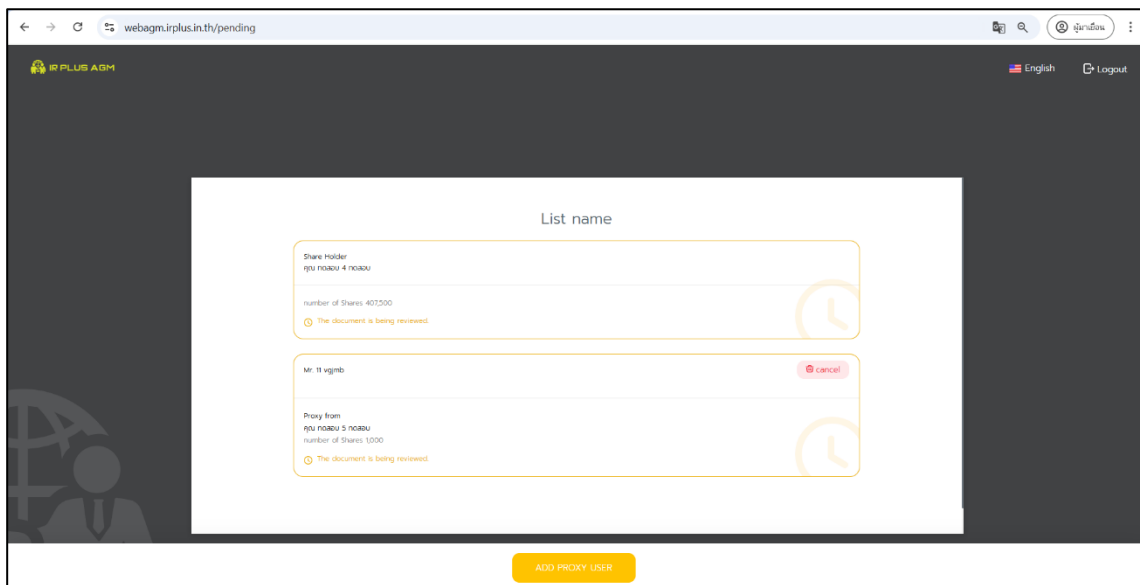 webagm.irplus.in.th/pending
ผู้มาเยือน
IR PLUS AGM
English
Logout
List name
Share Holder
คุณ ทดสอบ 4 ทดสอบ
number of Shares 407,500
The document is being reviewed.
Mr. 11 vgjmb
cancel
Proxy from
คุณ ทดสอบ 5 ทดสอบ
number of Shares 1,000
The document is being reviewed.
ADD PROXY USER